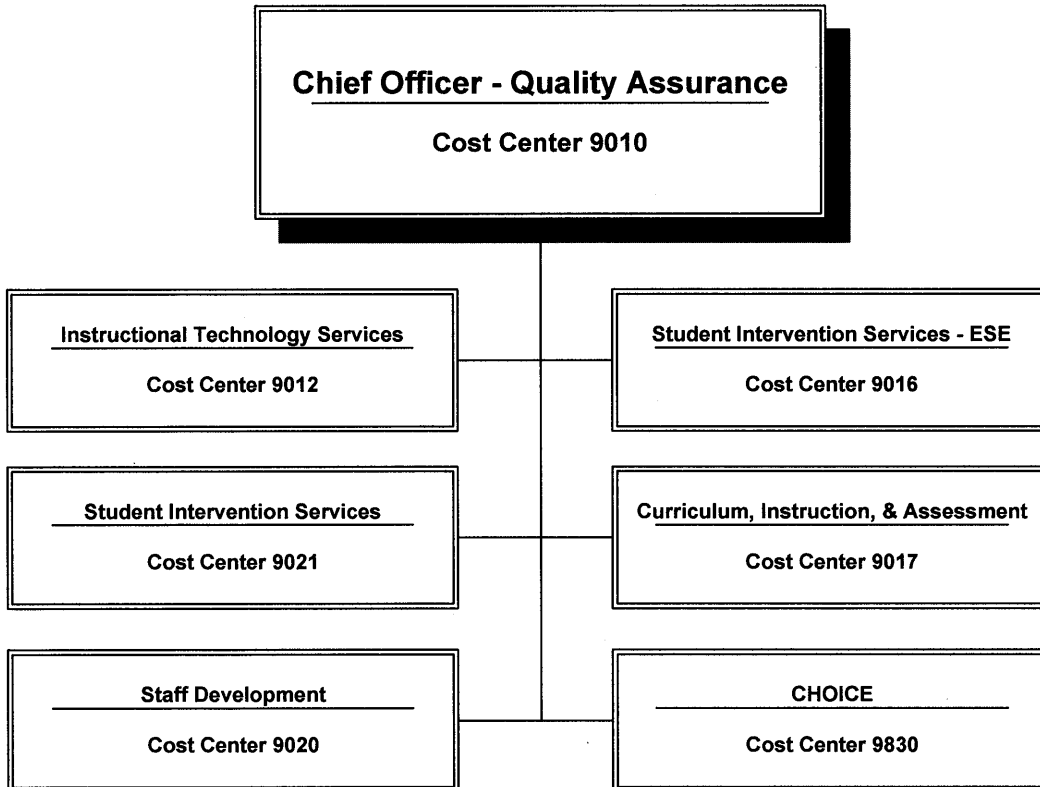 Chief Officer - Quality Assurance
Cost Center 9010
Instructional Technology Services
Cost Center 9012
Student Intervention Services - ESE
Cost Center 9016
Student Intervention Services
Cost Center 9021
Curriculum, Instruction, & Assessment
Cost Center 9017
Staff Development
Cost Center 9020
CHOICE
Cost Center 9830